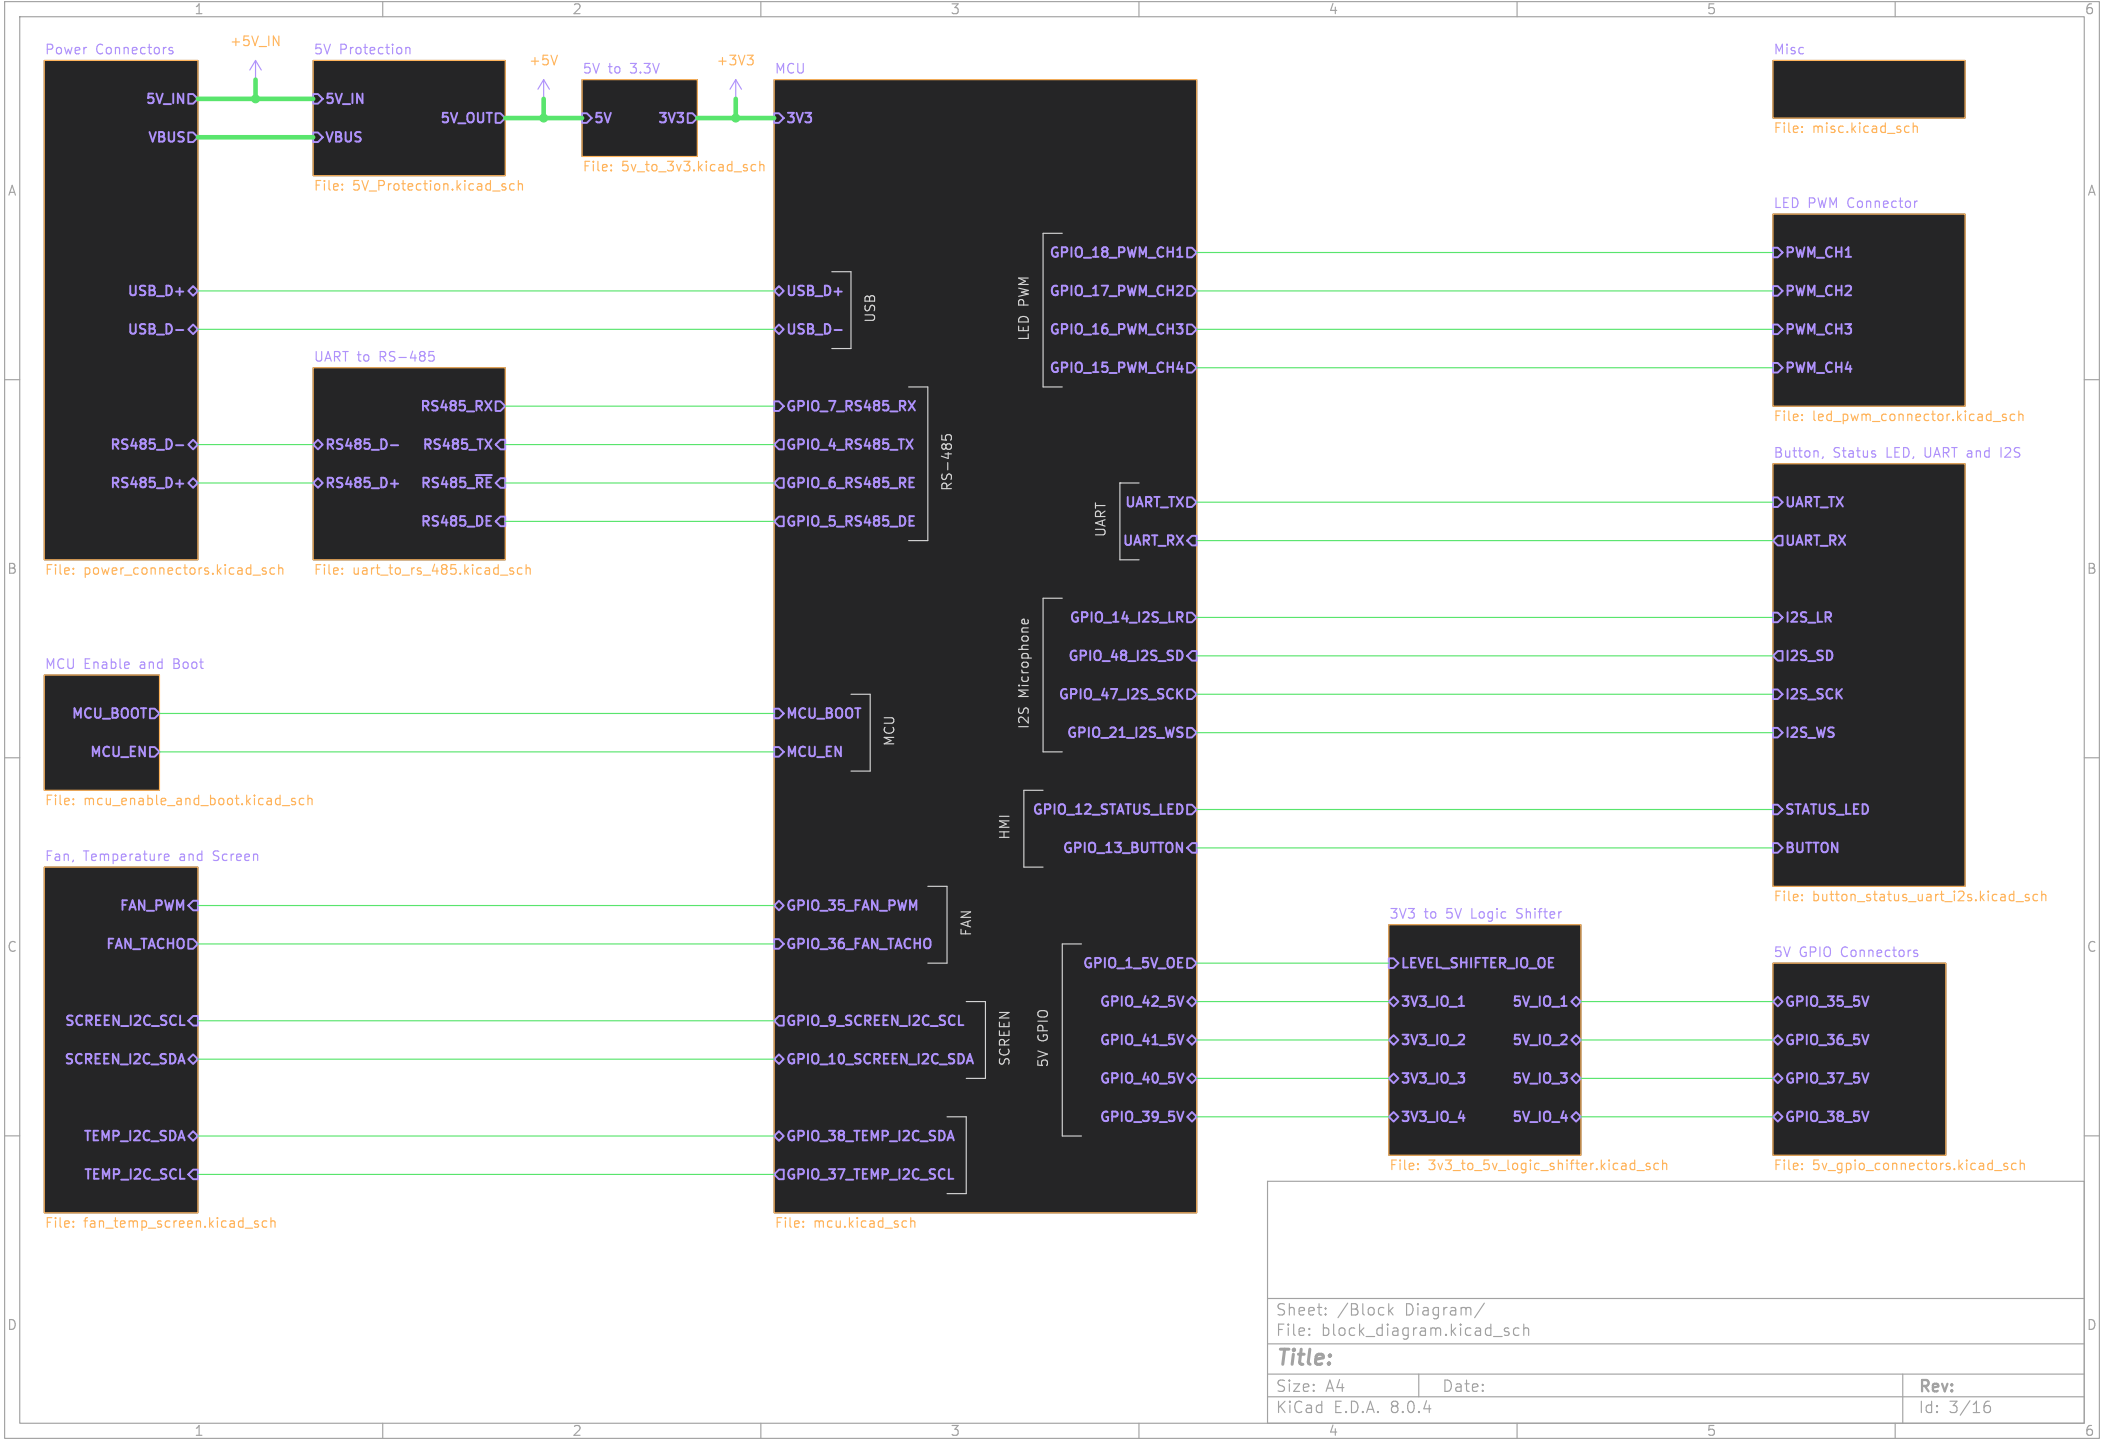 1 2 3 4 5 6
A
B
C
D
Power Connectors
5V_IN
VBUS
USB_D+
USB_D-
RS485_D-
RS485_D+
File: power_connectors.kicad_sch
+5V_IN
5V Protection
5V_IN
VBUS
5V_OUT
File: 5V_Protection.kicad_sch
+5V
5V to 3.3V
5V 3V3
File: 5v_to_3v3.kicad_sch
+3V3
UART to RS-485
RS485_RX
RS485_D- RS485_TX
RS485_D+ RS485_RE
RS485_DE
File: uart_to_rs_485.kicad_sch
MCU Enable and Boot
MCU_BOOT
MCU_EN
File: mcu_enable_and_boot.kicad_sch
Fan, Temperature and Screen
FAN_PWM
FAN_TACHO
SCREEN_I2C_SCL
SCREEN_I2C_SDA
TEMP_I2C_SDA
TEMP_I2C_SCL
File: fan_temp_screen.kicad_sch
MCU
3V3
USB_D+
USB_D-
USB
GPIO_7_RS485_RX
GPIO_4_RS485_TX
GPIO_6_RS485_RE
GPIO_5_RS485_DE
RS-485
MCU_BOOT
MCU_EN
MCU
GPIO_35_FAN_PWM
GPIO_36_FAN_TACHO
FAN
GPIO_9_SCREEN_I2C_SCL
GPIO_10_SCREEN_I2C_SDA
SCREEN
GPIO_38_TEMP_I2C_SDA
GPIO_37_TEMP_I2C_SCL
LED PWM
GPIO_18_PWM_CH1
GPIO_17_PWM_CH2
GPIO_16_PWM_CH3
GPIO_15_PWM_CH4
UART
UART_TX
UART_RX
I2S Microphone
GPIO_14_I2S_LR
GPIO_48_I2S_SD
GPIO_47_I2S_SCK
GPIO_21_I2S_WS
HMI
GPIO_12_STATUS_LED
GPIO_13_BUTTON
5V GPIO
GPIO_1_5V_OE
GPIO_42_5V
GPIO_41_5V
GPIO_40_5V
GPIO_39_5V
File: mcu.kicad_sch
Misc
File: misc.kicad_sch
LED PWM Connector
PWM_CH1
PWM_CH2
PWM_CH3
PWM_CH4
File: led_pwm_connector.kicad_sch
Button, Status LED, UART and I2S
UART_TX
UART_RX
I2S_LR
I2S_SD
I2S_SCK
I2S_WS
STATUS_LED
BUTTON
File: button_status_uart_i2s.kicad_sch
3V3 to 5V Logic Shifter
LEVEL_SHIFTER_IO_OE
3V3_IO_1 5V_IO_1
3V3_IO_2 5V_IO_2
3V3_IO_3 5V_IO_3
3V3_IO_4 5V_IO_4
File: 3v3_to_5v_logic_shifter.kicad_sch
5V GPIO Connectors
GPIO_35_5V
GPIO_36_5V
GPIO_37_5V
GPIO_38_5V
File: 5v_gpio_connectors.kicad_sch
A
B
C
D
Sheet: /Block Diagram/
File: block_diagram.kicad_sch
Title:
Size: A4 Date: Rev:
KiCad E.D.A. 8.0.4 Id: 3/16
1 2 3 4 5 6